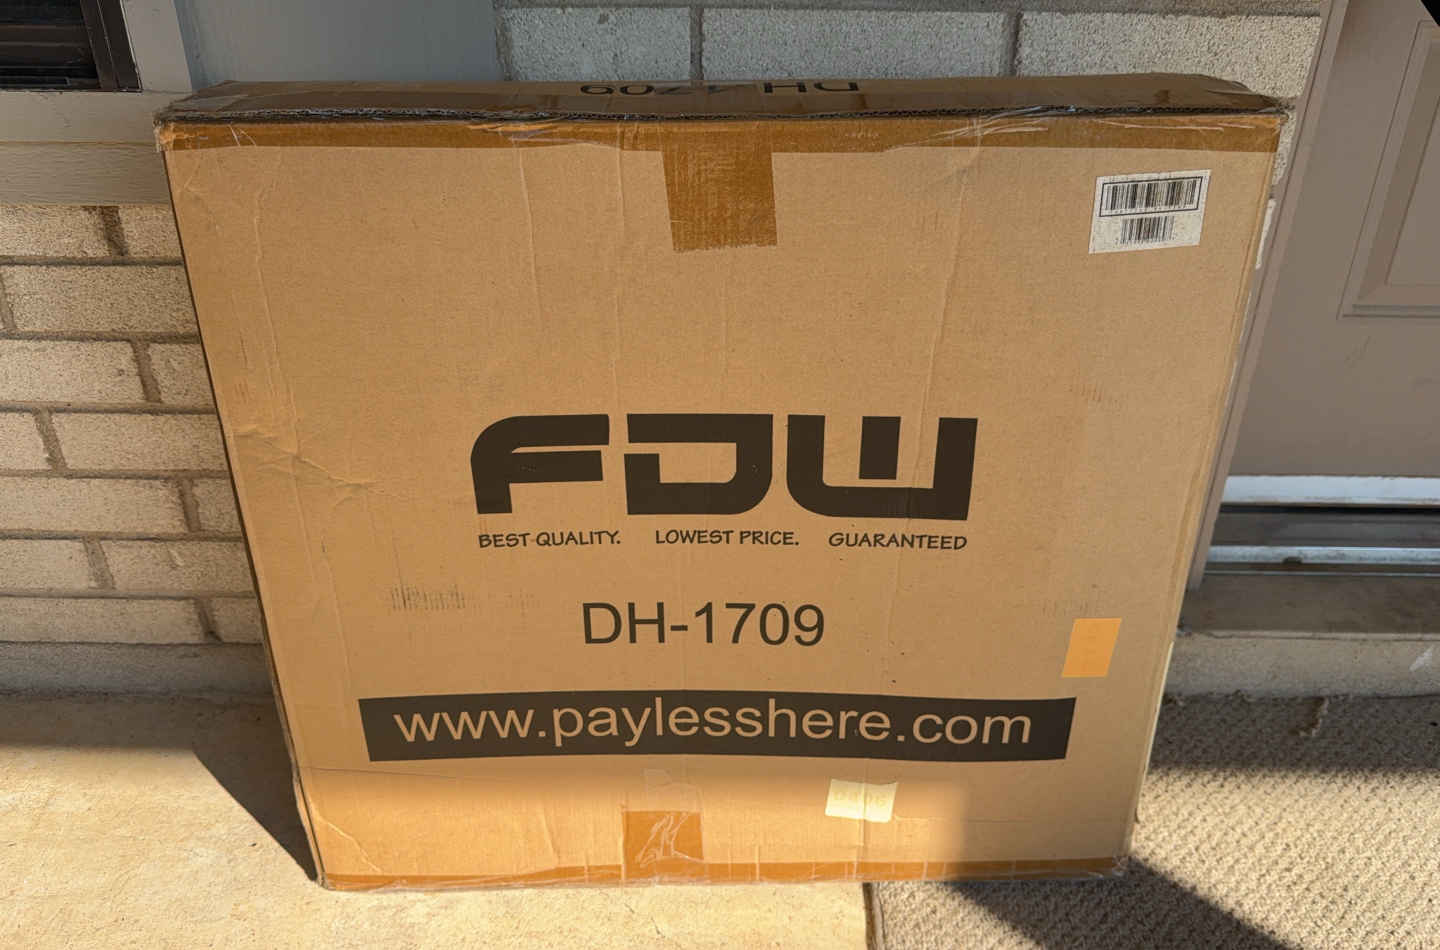 FDW
BEST QUALITY. LOWEST PRICE. GUARANTEED
DH-1709
www.paylesshere.com